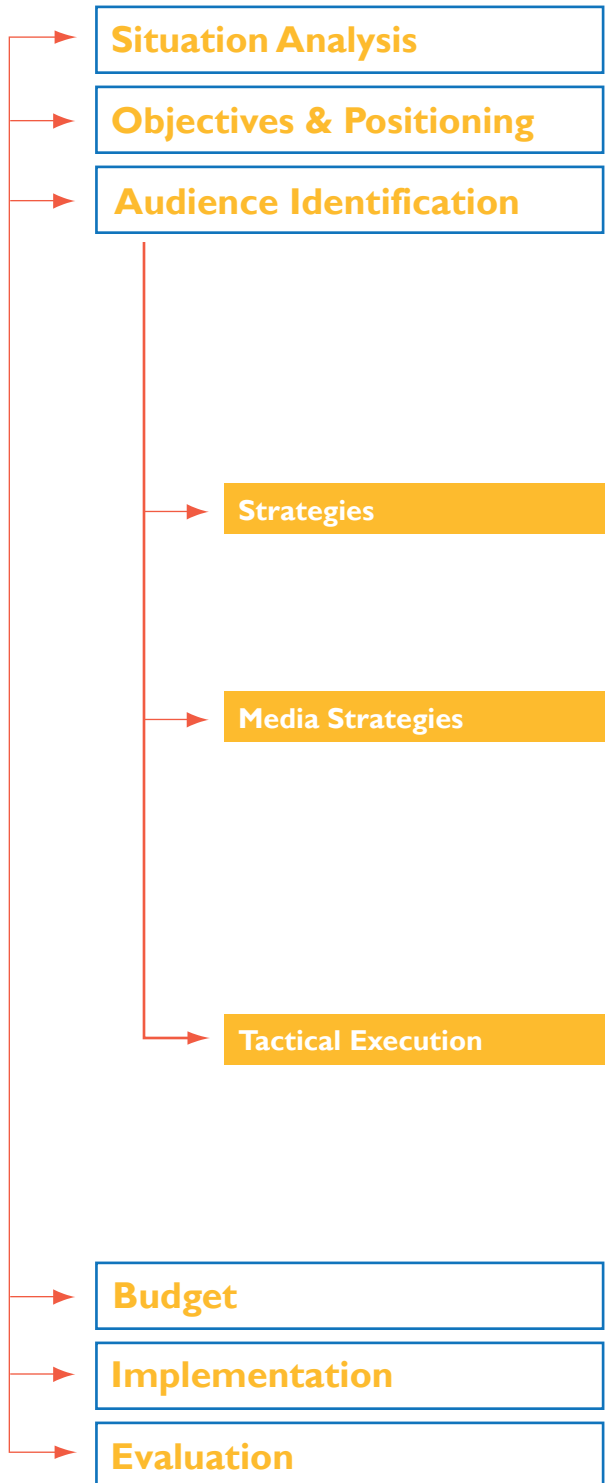 Situation Analysis
Objectives & Positioning
Audience Identification
Strategies
Media Strategies
Tactical Execution
Budget
Implementation
Evaluation